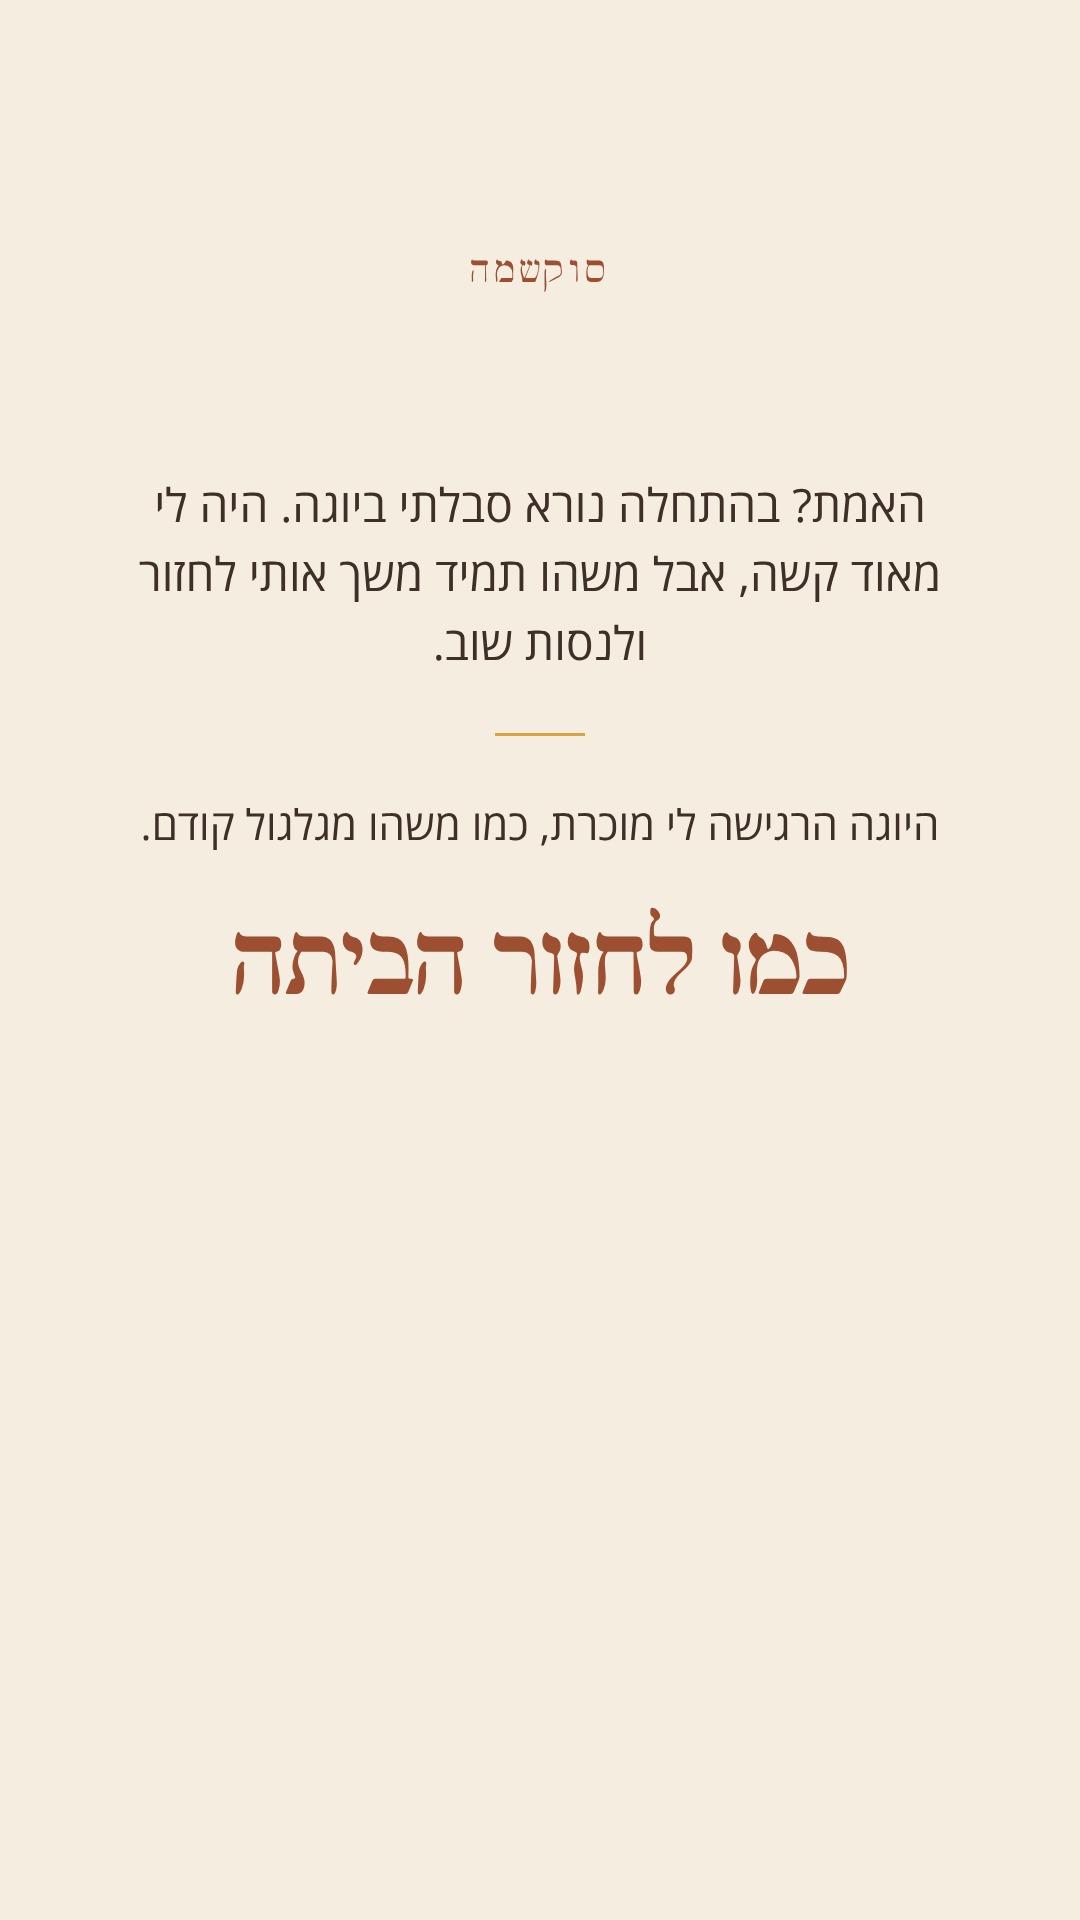 סוקשמה
האמת? בהתחלה נורא סבלתי ביוגה. היה לי
מאוד קשה, אבל משהו תמיד משך אותי לחזור
ולנסות שוב.
היוגה הרגישה לי מוכרת, כמו משהו מגלגול קודם.
כמו לחזור הביתה